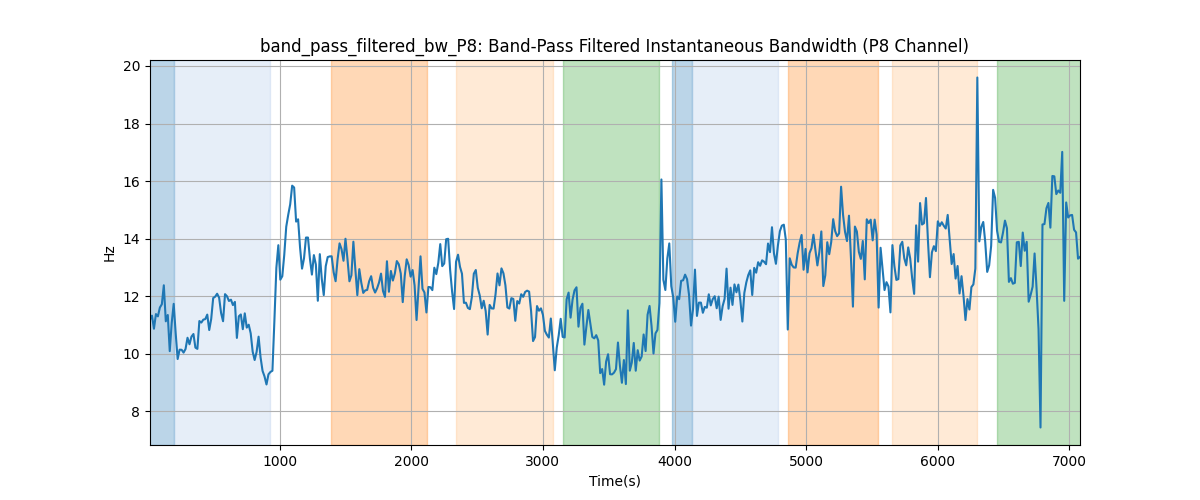 band_pass_filtered_bw_P8: Band-Pass Filtered Instantaneous Bandwidth (P8 Channel)
20
18
16
14
12
10
8
Hz
1000 2000 3000 4000 5000 6000 7000
Time(s)